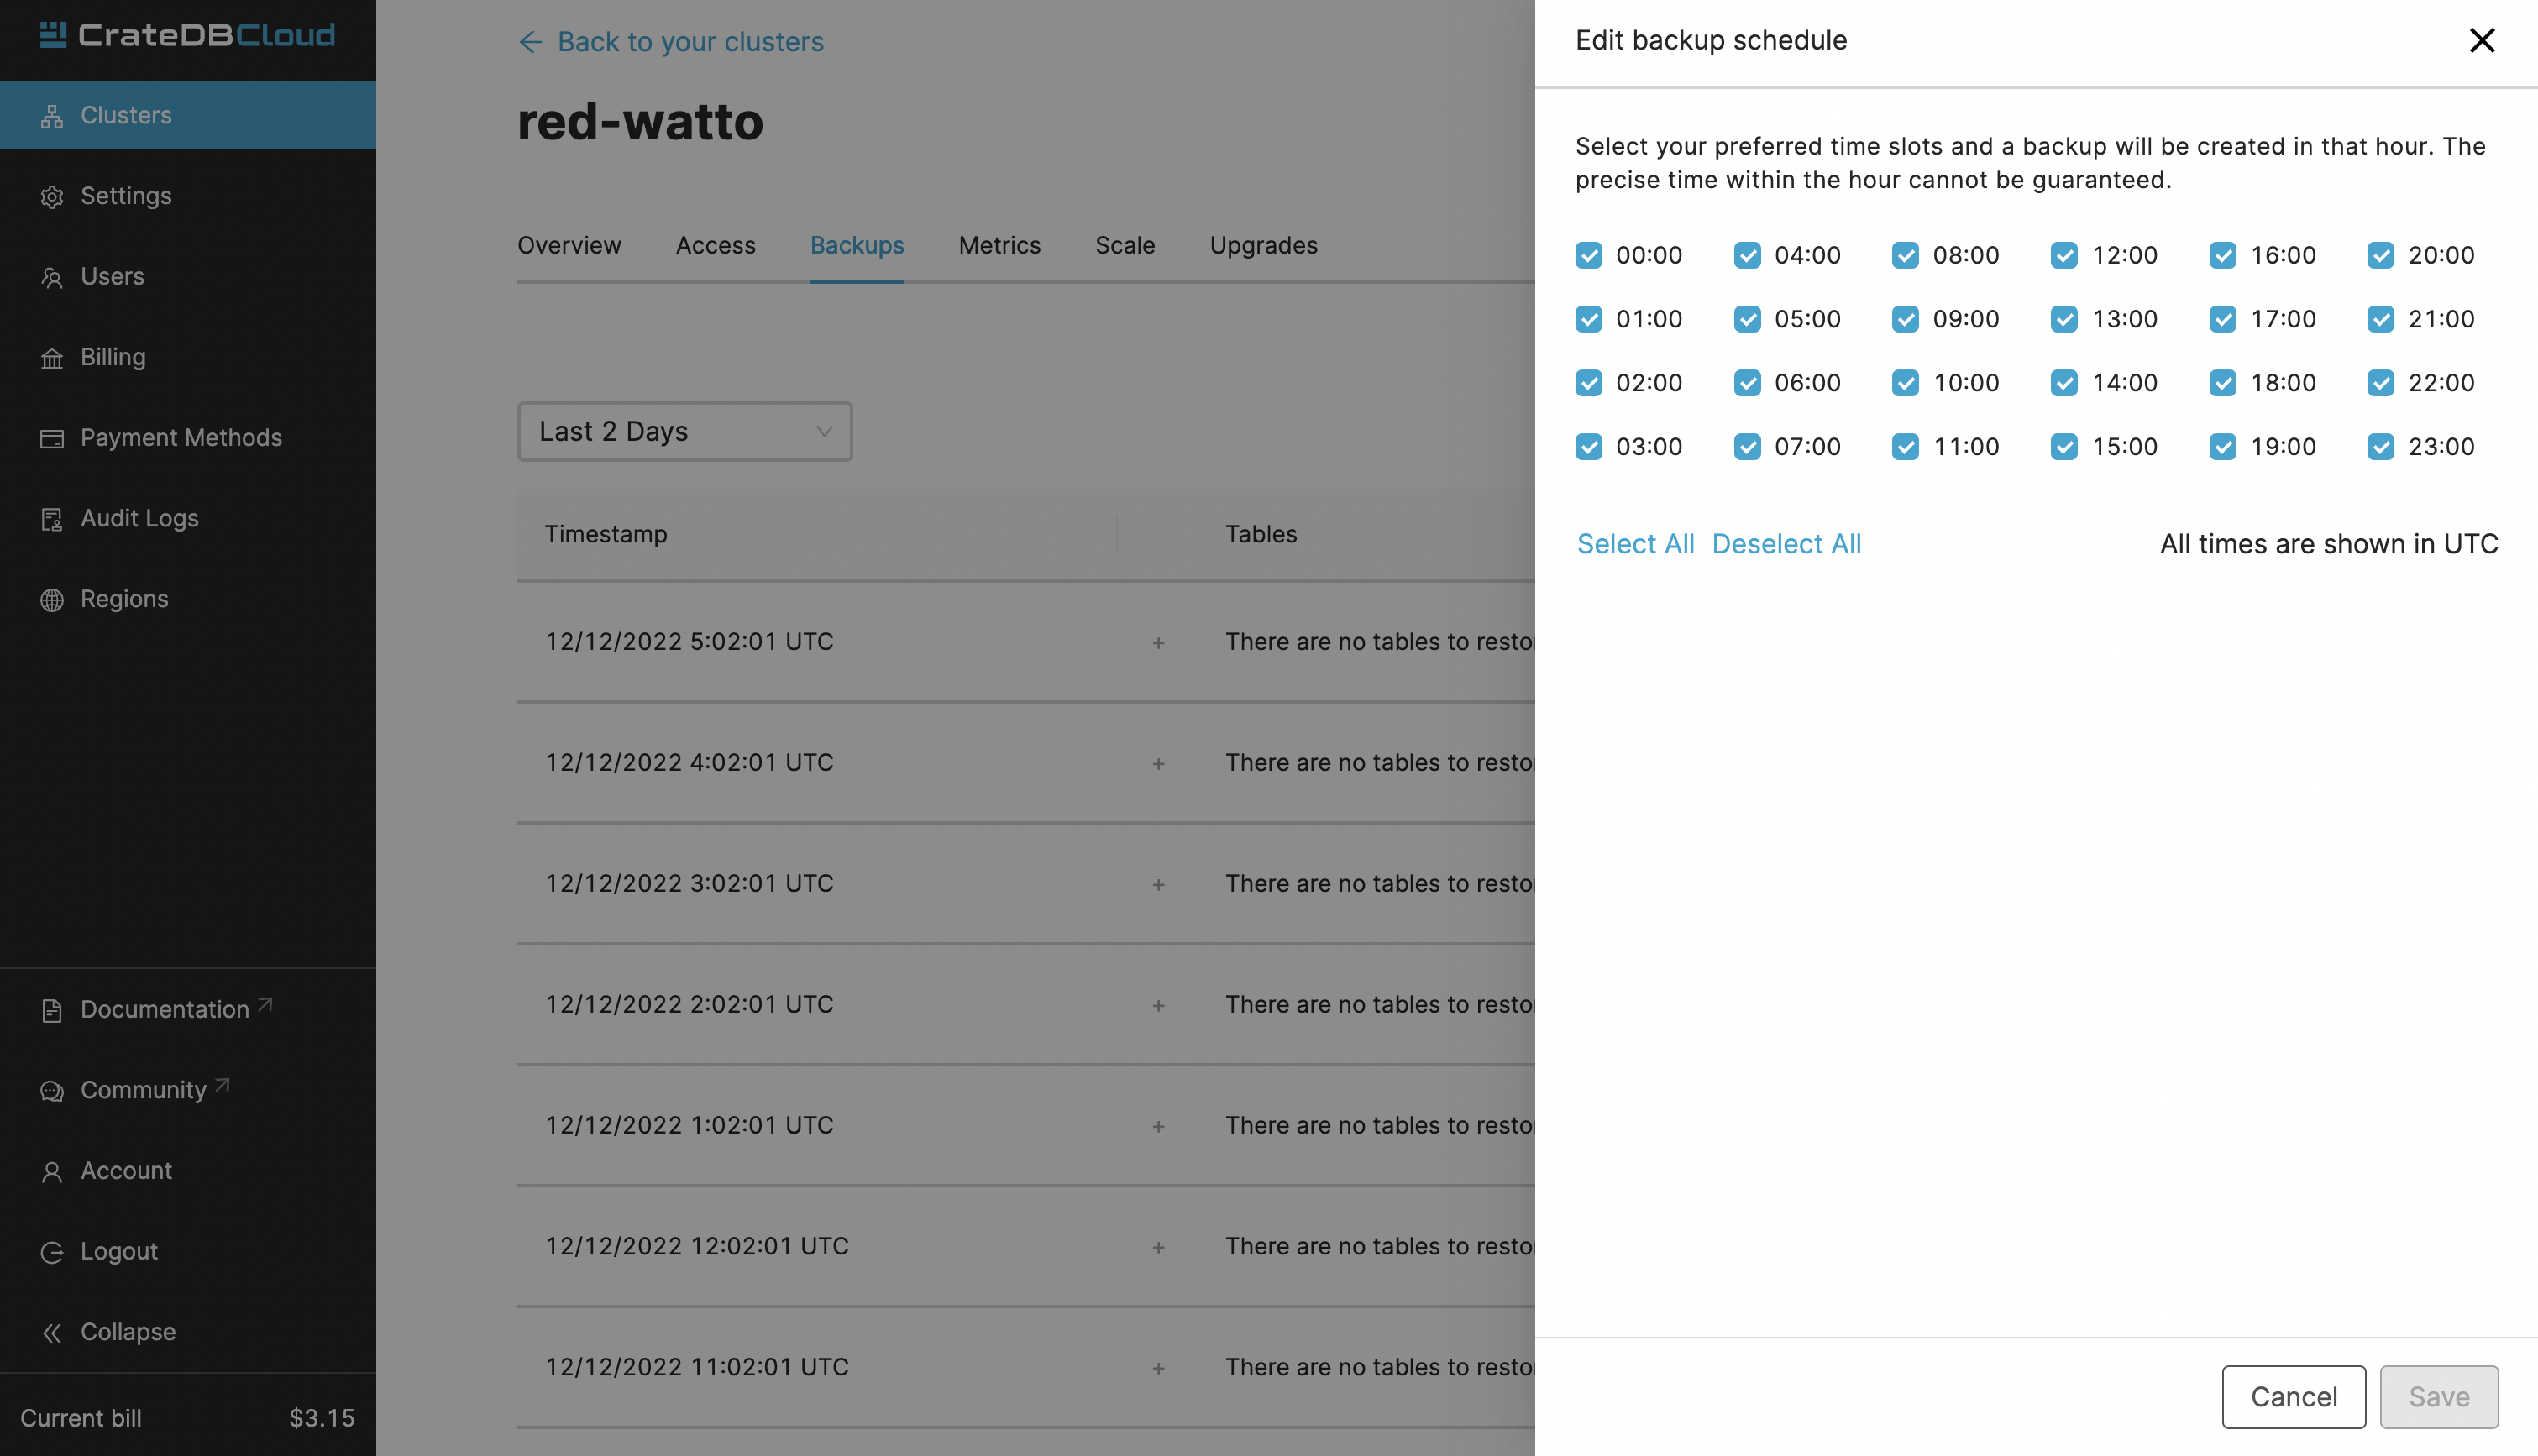 CrateDBCloud
Clusters
Settings
Users
Billing
Payment Methods
Audit Logs
Regions
Documentation
Community
Account
Logout
Collapse
Current bill $3.15
Back to your clusters
red-watto
Overview Access Backups Metrics Scale Upgrades
Last 2 Days
Timestamp Tables
12/12/2022 5:02:01 UTC + There are no tables to resto
12/12/2022 4:02:01 UTC + There are no tables to resto
12/12/2022 3:02:01 UTC + There are no tables to resto
12/12/2022 2:02:01 UTC + There are no tables to resto
12/12/2022 1:02:01 UTC + There are no tables to resto
12/12/2022 12:02:01 UTC + There are no tables to resto
12/12/2022 11:02:01 UTC + There are no tables to resto
Edit backup schedule
Select your preferred time slots and a backup will be created in that hour. The
precise time within the hour cannot be guaranteed.
00:00 04:00 08:00 12:00 16:00 20:00
01:00 05:00 09:00 13:00 17:00 21:00
02:00 06:00 10:00 14:00 18:00 22:00
03:00 07:00 11:00 15:00 19:00 23:00
Select All Deselect All All times are shown in UTC
Cancel Save